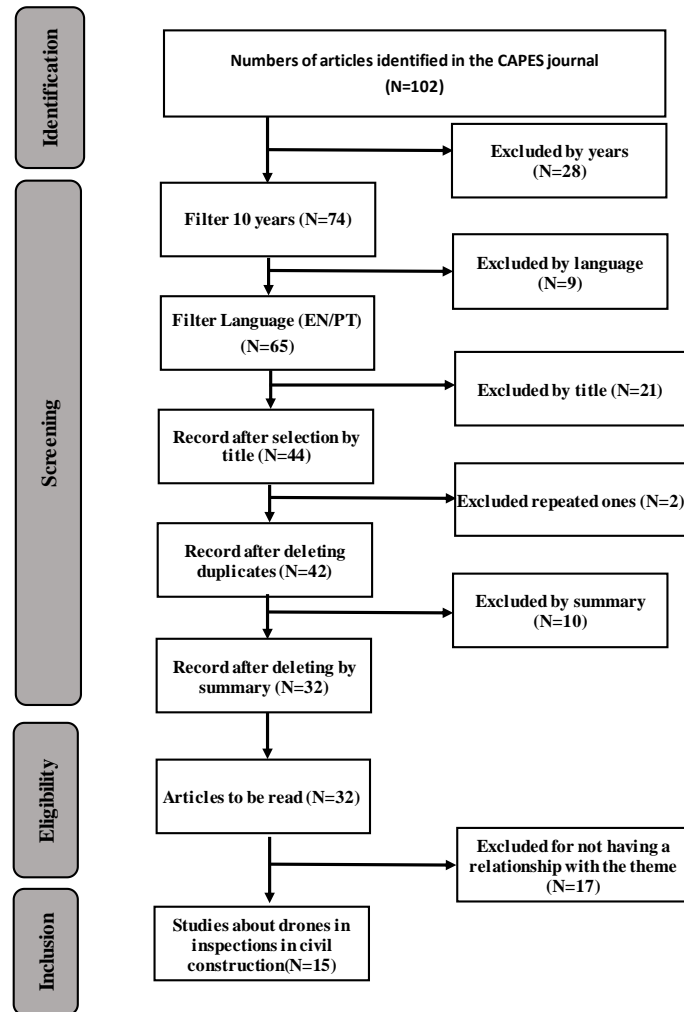 Identification
Numbers of articles identified in the CAPES journal
(N=102)
Excluded by years
(N=28)
Screening
Filter 10 years (N=74)
Excluded by language
(N=9)
Filter Language (EN/PT)
(N=65)
Excluded by title (N=21)
Record after selection by
title (N=44)
Excluded repeated ones (N=2)
Record after deleting
duplicates (N=42)
Excluded by summary
(N=10)
Record after deleting by
summary (N=32)
Eligibility
Articles to be read (N=32)
Excluded for not having a
relationship with the theme
(N=17)
Inclusion
Studies about drones in
inspections in civil
construction(N=15)